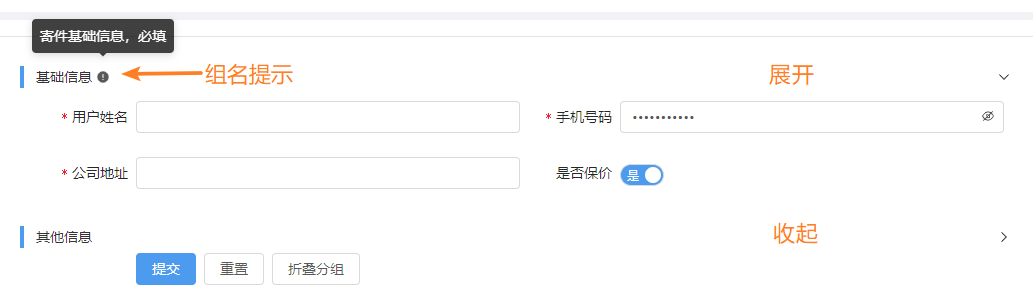 寄件基础信息，必填
基础信息 组名提示 展开
* 用户姓名 * 手机号码 •••••••••••
* 公司地址 是否保价 是
其他信息 收起
提交 重置 折叠分组